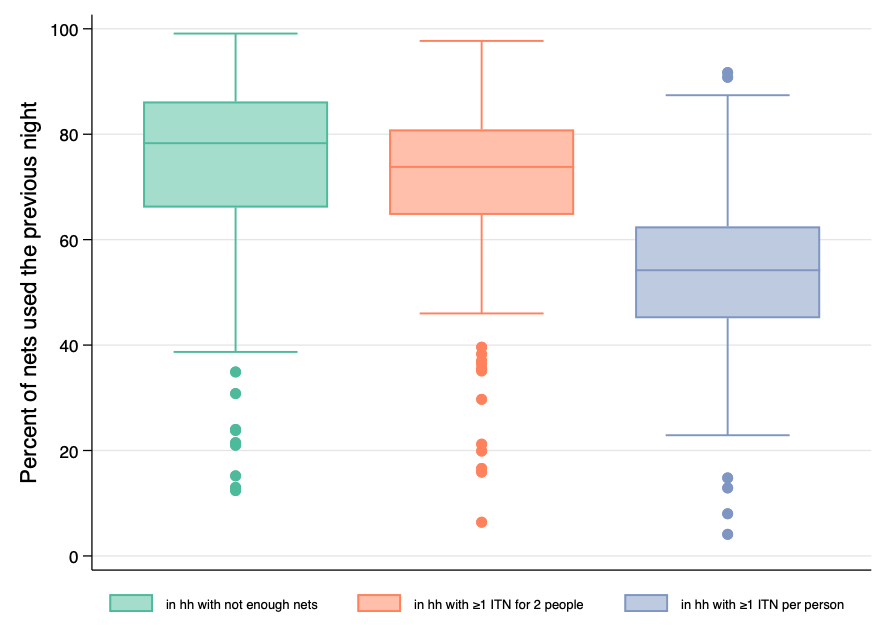 Percent of nets used the previous night
100
80
60
40
20
0
in hh with not enough nets
in hh with ≥1 ITN for 2 people
in hh with ≥1 ITN per person